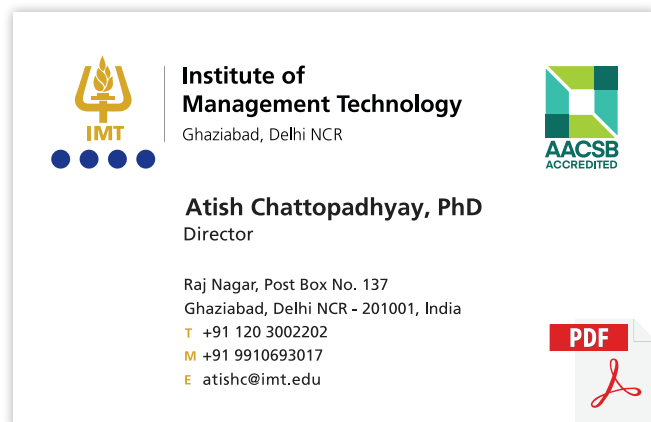 IMT
Institute of
Management Technology
Ghaziabad, Delhi NCR
AACSB
ACCREDITED
Atish Chattopadhyay, PhD
Director
Raj Nagar, Post Box No. 137
Ghaziabad, Delhi NCR - 201001, India
T +91 120 3002202
M +91 9910693017
E atishc@imt.edu
PDF